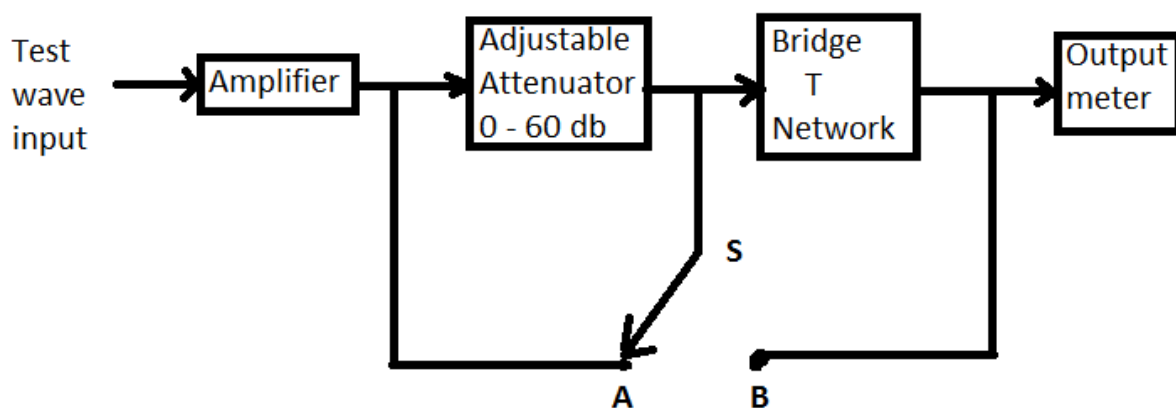 Test
wave
input
Amplifier
Adjustable
Attenuator
0 - 60 db
Bridge
T
Network
Output
meter
S
A
B